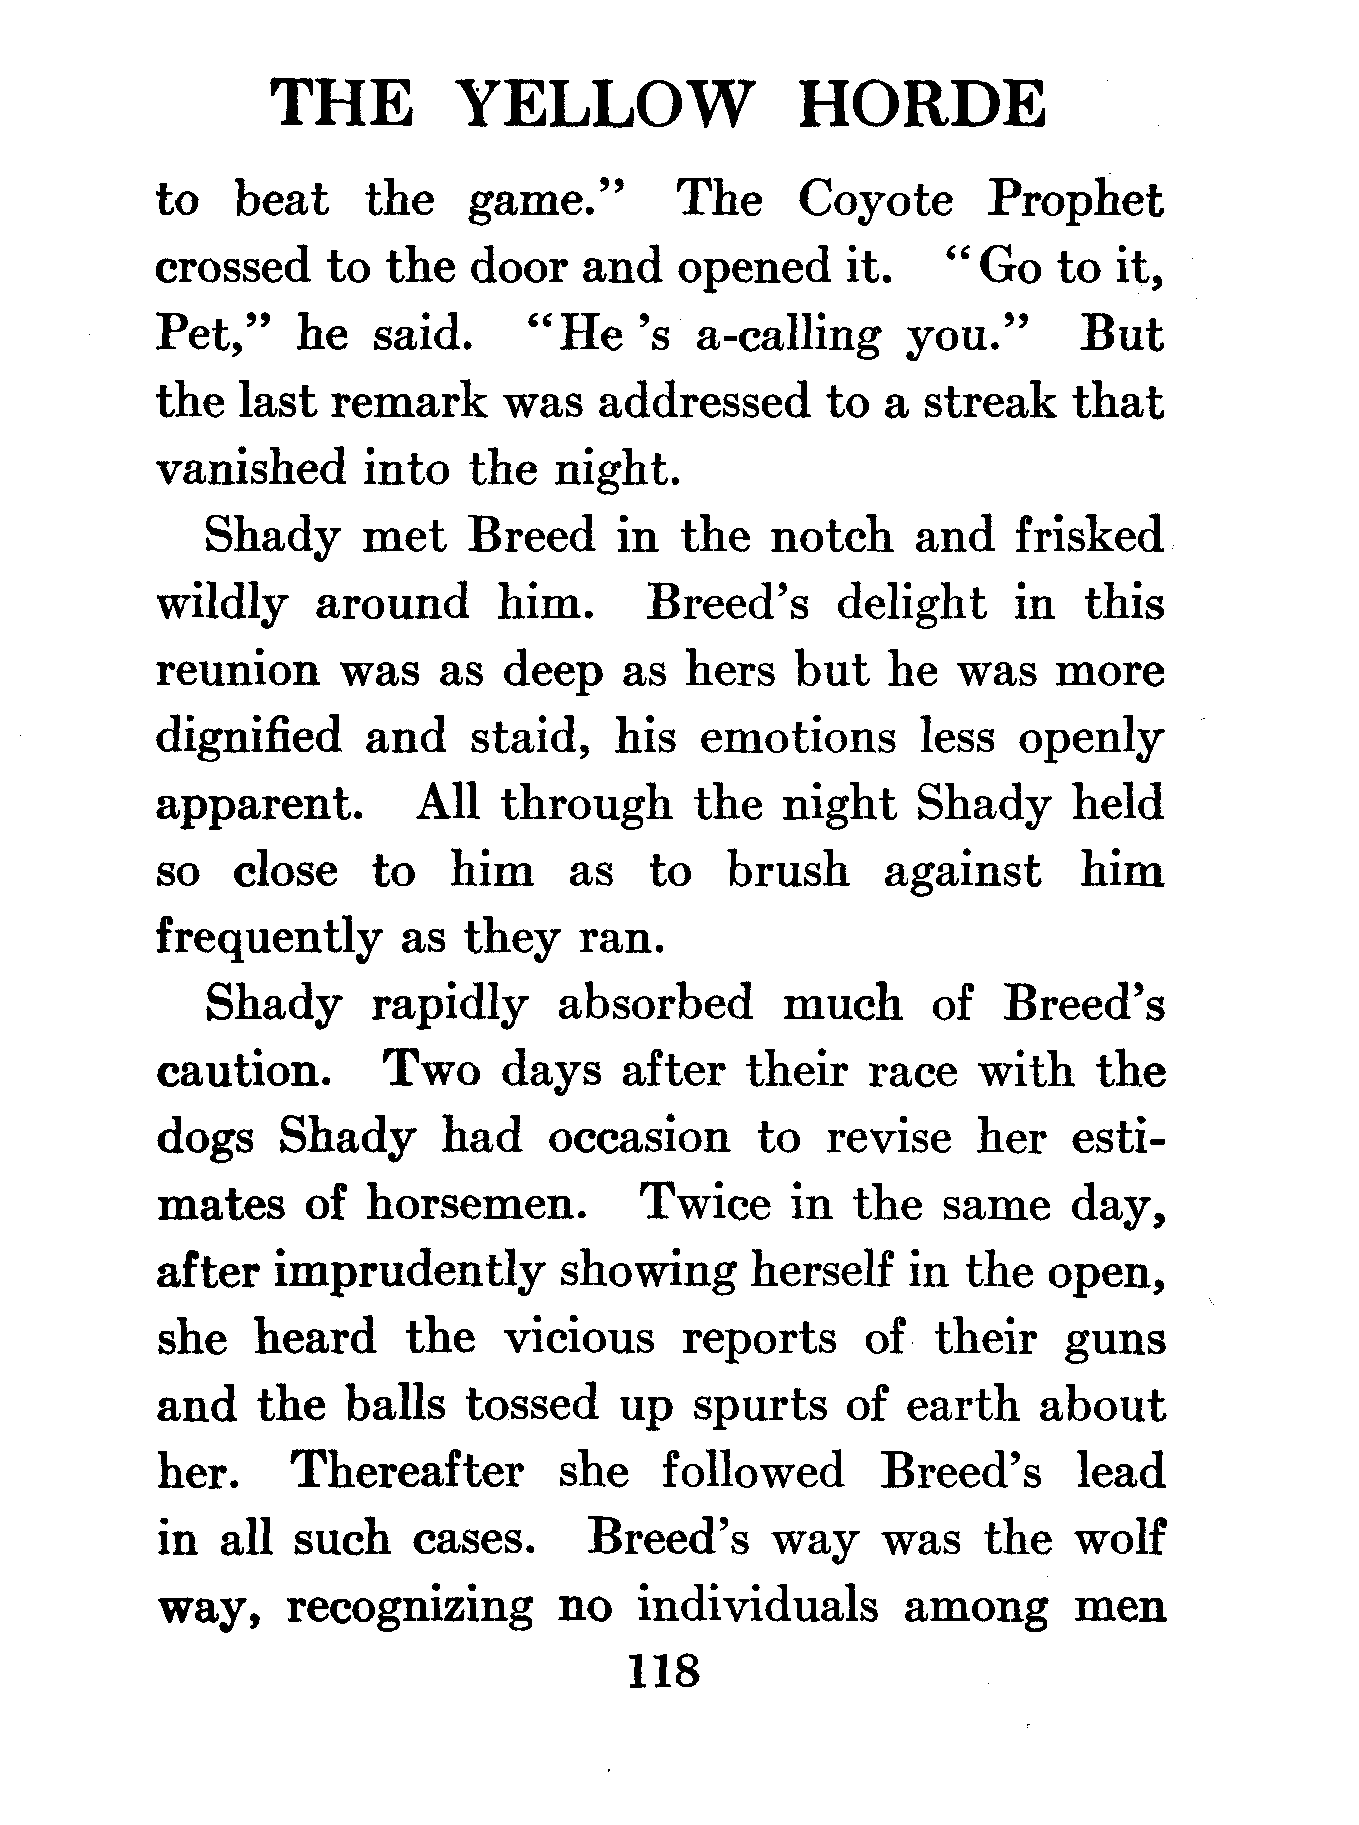 THE YELLOW HORDE
to beat the game.” The Coyote Prophet
crossed to the door and opened it. “Go to it,
Pet,” he said. “He 's a-calling you.” But
the last remark was addressed to a streak that
vanished into the night.
Shady met Breed in the notch and frisked
wildly around him. Breed's delight in this
reunion was as deep as hers but he was more
dignified and staid, his emotions less openly
apparent. All through the night Shady held
so close to him as to brush against him
frequently as they ran.
Shady rapidly absorbed much of Breed's
caution. Two days after their race with the
dogs Shady had occasion to revise her esti-
mates of horsemen. Twice in the same day,
after imprudently showing herself in the open,
she heard the vicious reports of their guns
and the balls tossed up spurts of earth about
her. Thereafter she followed Breed's lead
in all such cases. Breed's way was the wolf
way, recognizing no individuals among men
118